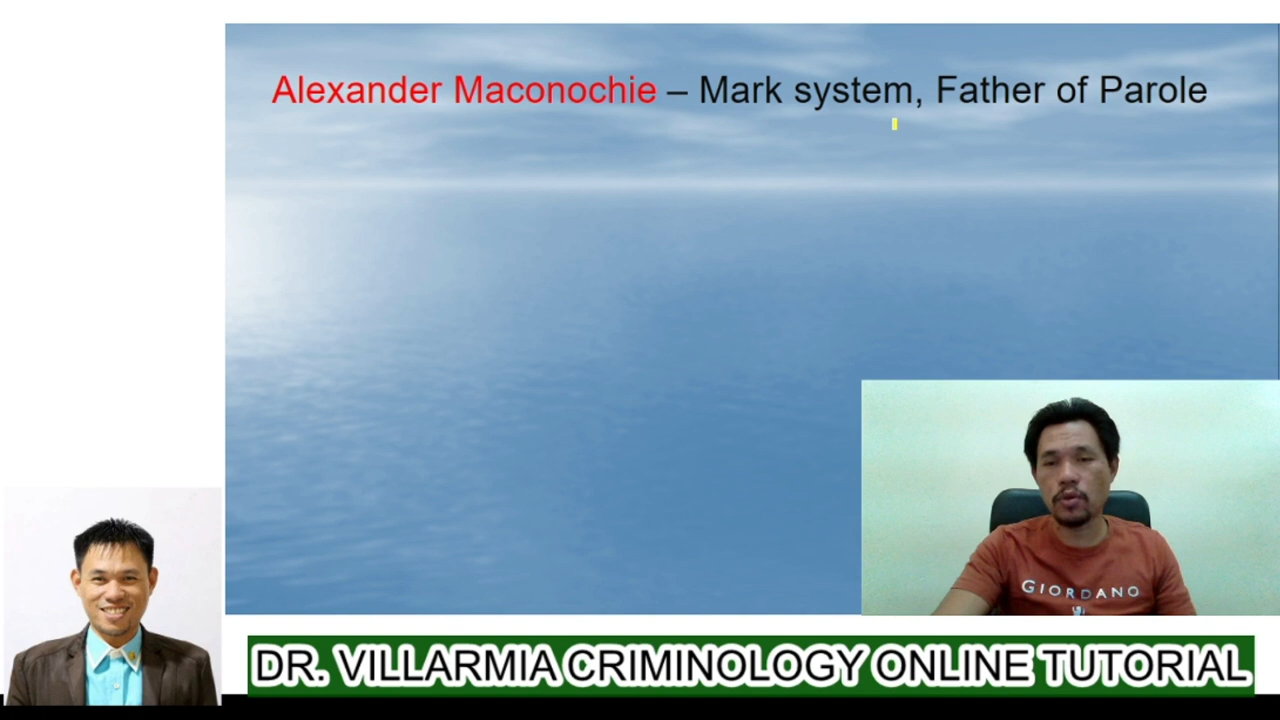 Alexander Maconochie – Mark system, Father of Parole
GIORDANO
DR. VILLARMIA CRIMINOLOGY ONLINE TUTORIAL